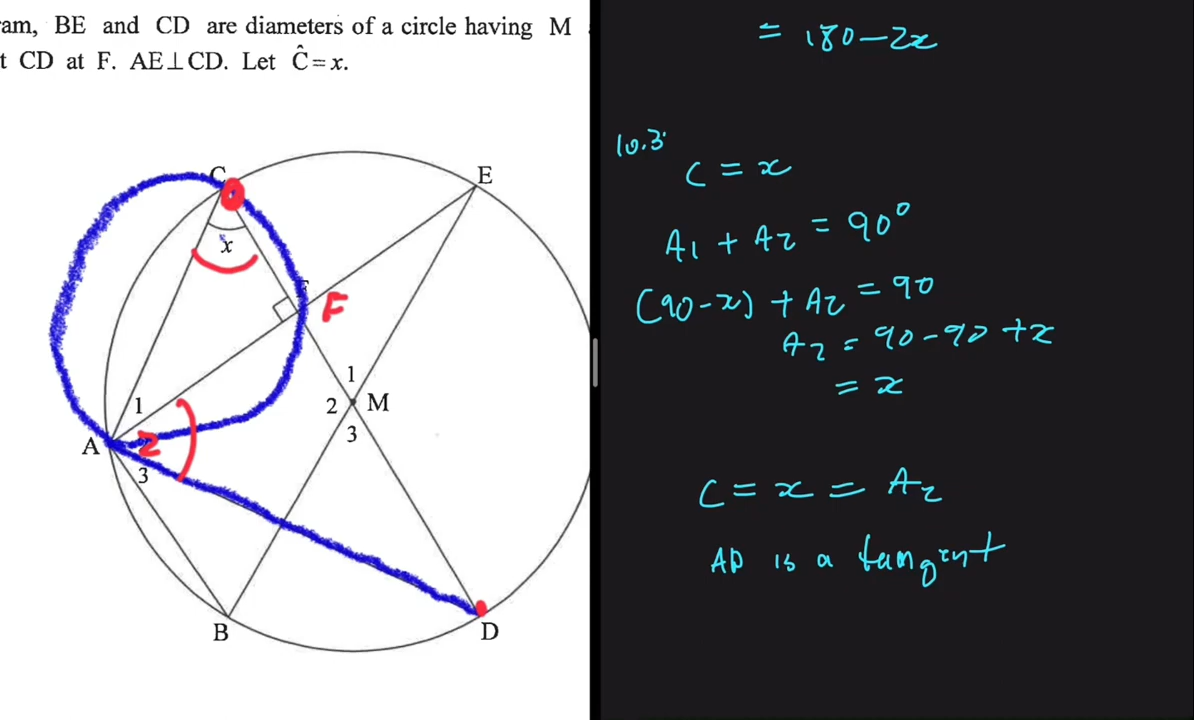 ram, BE and CD are diameters of a circle having M
t CD at F. AE⊥CD. Let Ĉ=x.
C
E
x
F
F
1
1
2
M
3
A
2
3
B
D
= 180-2x
10.3
C = x
A1 + A2 = 90°
(90-x) + A2 = 90
A2 = 90-90+x
= x
C = x = A2
AD is a tangent